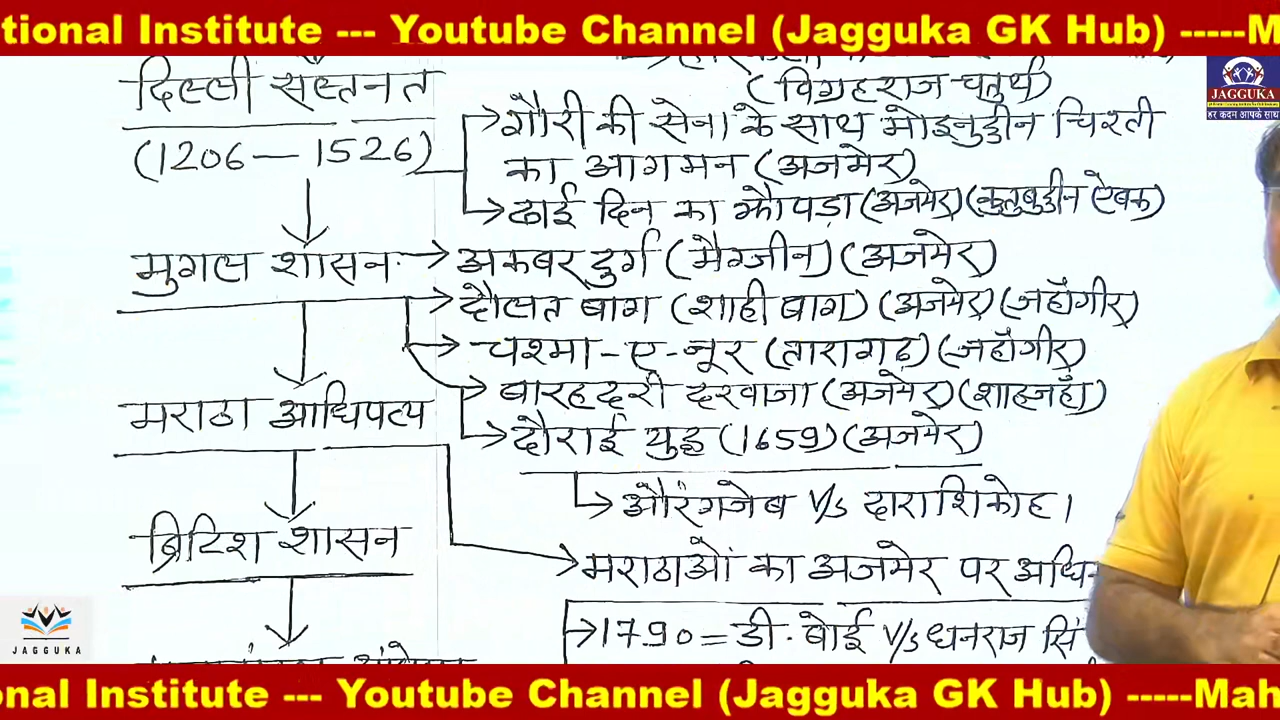 tional Institute --- Youtube Channel (Jagguka GK Hub) -----M
दिल्ली सल्तनत
(विग्रहराज-चतुर्थ)
(1206 — 1526)
गौरी की सेना के साथ मोइनुद्दीन चिश्ती
का आगमन (अजमेर)
ढाई दिन का झोपड़ा (अजमेर) (कुतुबुद्दीन ऐबक)
मुगल शासन
अकबर दुर्ग (मैग्जीन) (अजमेर)
दौलत बाग (शाही बाग) (अजमेर) (जहाँगीर)
चश्मा-ए-नूर (तारागढ़) (जहाँगीर)
बारहदरी दरवाजा (अजमेर) (शाहजहाँ)
मराठा आधिपत्य
दौराई युद्ध (1659) (अजमेर)
औरंगजेब V/s दाराशिकोह।
ब्रिटिश शासन
मराठाओं का अजमेर पर अधि
1790 = डी. बोई V/s धनराज सिं
JAGGUKA
हर कदम आपके साथ
JAGGUKA
onal Institute --- Youtube Channel (Jagguka GK Hub) -----Mah